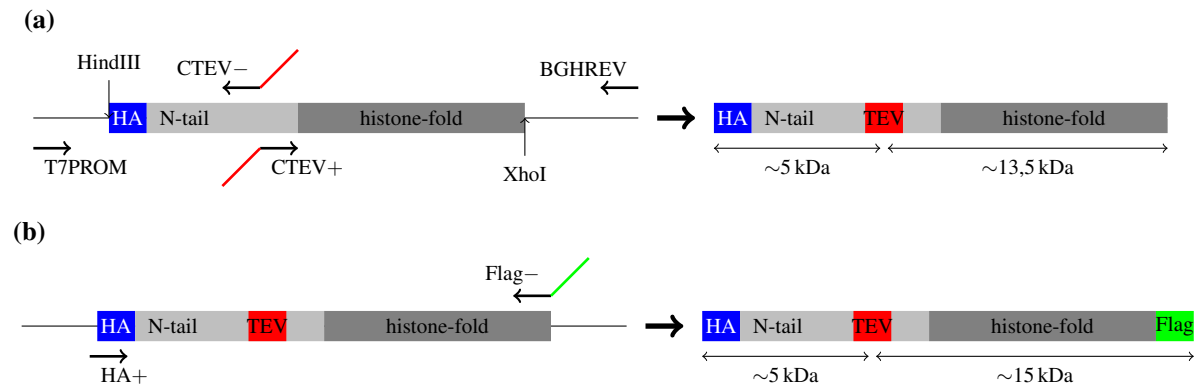 (a)
HindIII
CTEV−
BGHREV
HA N-tail histone-fold
T7PROM
CTEV+
XhoI
HA N-tail TEV histone-fold
∼5 kDa ∼13,5 kDa
(b)
Flag−
HA N-tail TEV histone-fold
HA+
HA N-tail TEV histone-fold Flag
∼5 kDa ∼15 kDa